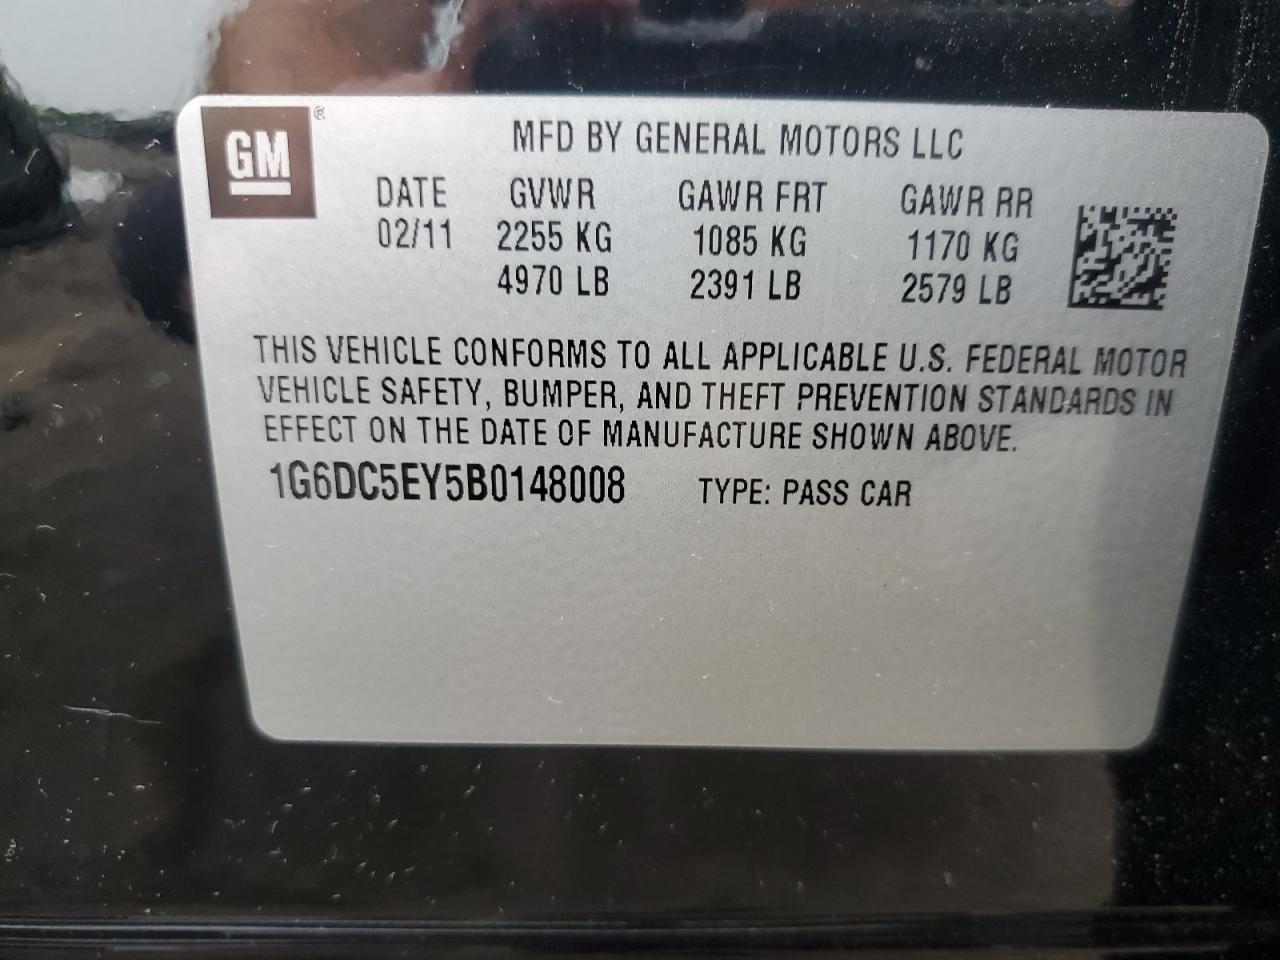 GM ®
MFD BY GENERAL MOTORS LLC
DATE GVWR GAWR FRT GAWR RR
02/11 2255 KG 1085 KG 1170 KG
4970 LB 2391 LB 2579 LB
THIS VEHICLE CONFORMS TO ALL APPLICABLE U.S. FEDERAL MOTOR
VEHICLE SAFETY, BUMPER, AND THEFT PREVENTION STANDARDS IN
EFFECT ON THE DATE OF MANUFACTURE SHOWN ABOVE.
1G6DC5EY5B0148008 TYPE: PASS CAR